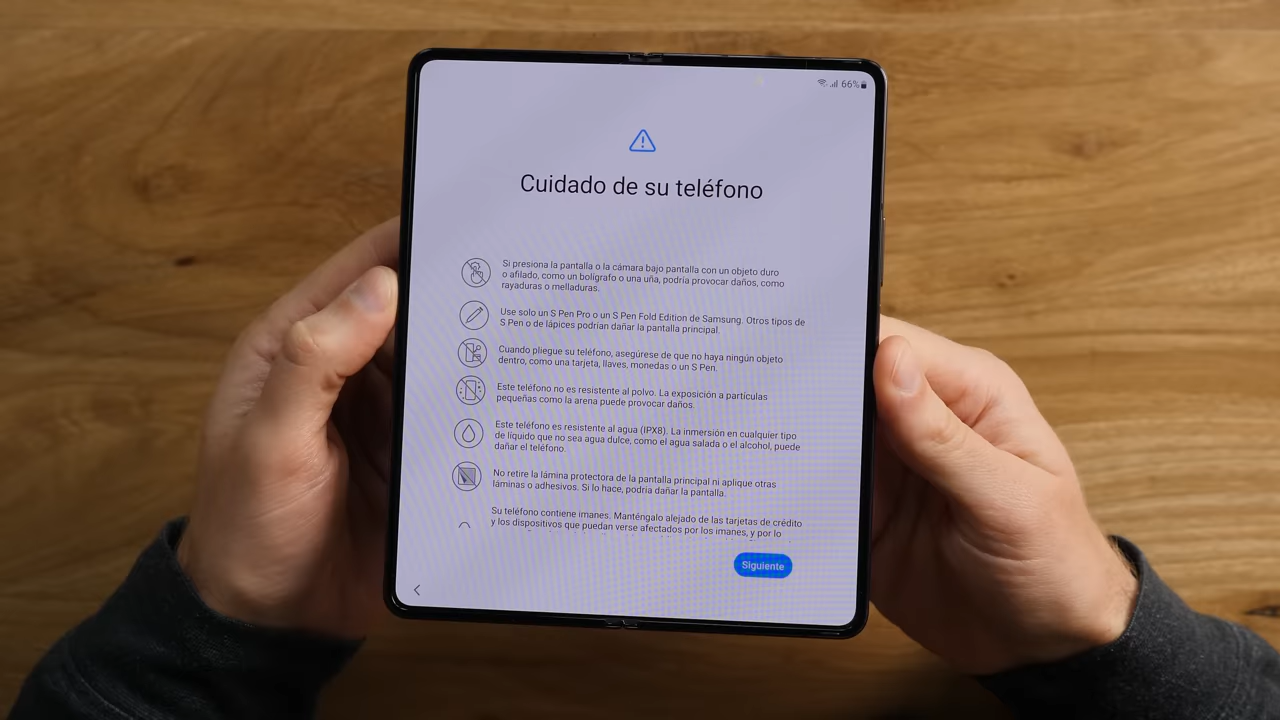 66%
Cuidado de su teléfono
Si presiona la pantalla o la cámara bajo pantalla con un objeto duro
o afilado, como un bolígrafo o una uña, podría provocar daños, como
rayaduras o melladuras.
Use solo un S Pen Pro o un S Pen Fold Edition de Samsung. Otros tipos de
S Pen o de lápices podrían dañar la pantalla principal.
Cuando pliegue su teléfono, asegúrese de que no haya ningún objeto
dentro, como una tarjeta, llaves, monedas o un S Pen.
Este teléfono no es resistente al polvo. La exposición a partículas
pequeñas como la arena puede provocar daños.
Este teléfono es resistente al agua (IPX8). La inmersión en cualquier tipo
de líquido que no sea agua dulce, como el agua salada o el alcohol, puede
dañar el teléfono.
No retire la lámina protectora de la pantalla principal ni aplique otras
láminas o adhesivos. Si lo hace, podría dañar la pantalla.
Su teléfono contiene imanes. Manténgalo alejado de las tarjetas de crédito
y los dispositivos que puedan verse afectados por los imanes, y por lo
Siguiente